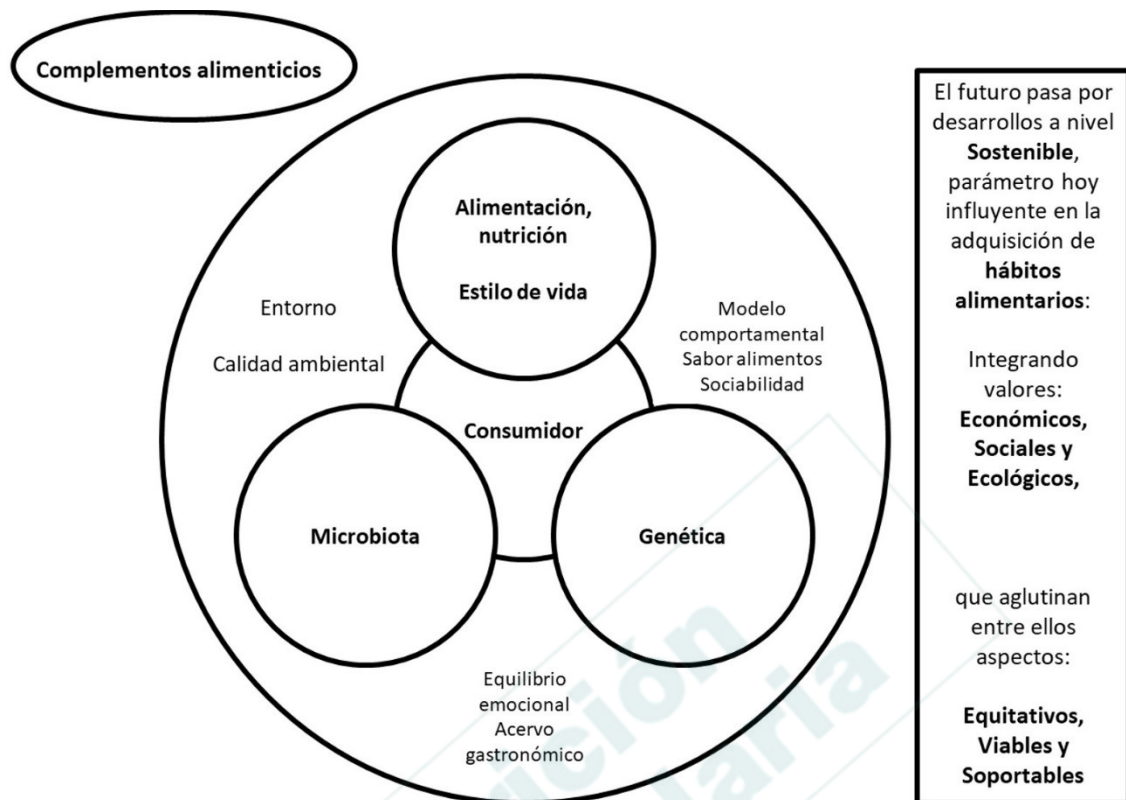 Complementos alimenticios
Alimentación,
nutrición
Estilo de vida
Entorno
Calidad ambiental
Modelo
comportamental
Sabor alimentos
Sociabilidad
Consumidor
Microbiota
Genética
Equilibrio
emocional
Acervo
gastronómico
El futuro pasa por
desarrollos a nivel
Sostenible,
parámetro hoy
influyente en la
adquisición de
hábitos
alimentarios:
Integrando
valores:
Económicos,
Sociales y
Ecológicos,
que aglutinan
entre ellos
aspectos:
Equitativos,
Viables y
Soportables